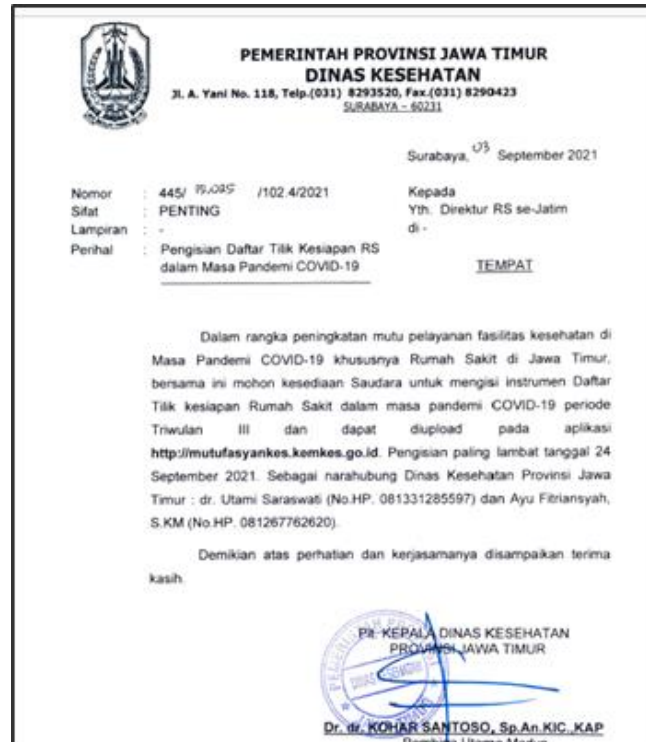 PEMERINTAH PROVINSI JAWA TIMUR
DINAS KESEHATAN
Jl. A. Yani No. 118, Telp.(031) 8293520, Fax.(031) 8290423
SURABAYA – 60231
Surabaya, 03 September 2021
Nomor : 445/ /102.4/2021
Sifat : PENTING
Lampiran : -
Perihal : Pengisian Daftar Tilik Kesiapan RS
dalam Masa Pandemi COVID-19
Kepada
Yth. Direktur RS se-Jatim
di -
TEMPAT
Dalam rangka peningkatan mutu pelayanan fasilitas kesehatan di
Masa Pandemi COVID-19 khususnya Rumah Sakit di Jawa Timur,
bersama ini mohon kesediaan Saudara untuk mengisi instrumen Daftar
Tilik kesiapan Rumah Sakit dalam masa pandemi COVID-19 periode
Triwulan III dan dapat diupload pada aplikasi
http://mutufasyankes.kemkes.go.id. Pengisian paling lambat tanggal 24
September 2021. Sebagai narahubung Dinas Kesehatan Provinsi Jawa
Timur : dr. Utami Saraswati (No.HP. 081331285597) dan Ayu Fitriansyah,
S.KM (No.HP. 081267762620).
Demikian atas perhatian dan kerjasamanya disampaikan terima
kasih.
Plt. KEPALA DINAS KESEHATAN
PROVINSI JAWA TIMUR
DINAS KESEHATAN
Dr. dr. KOHAR SANTOSO, Sp.An.KIC.,KAP
Pembina Utama Madya